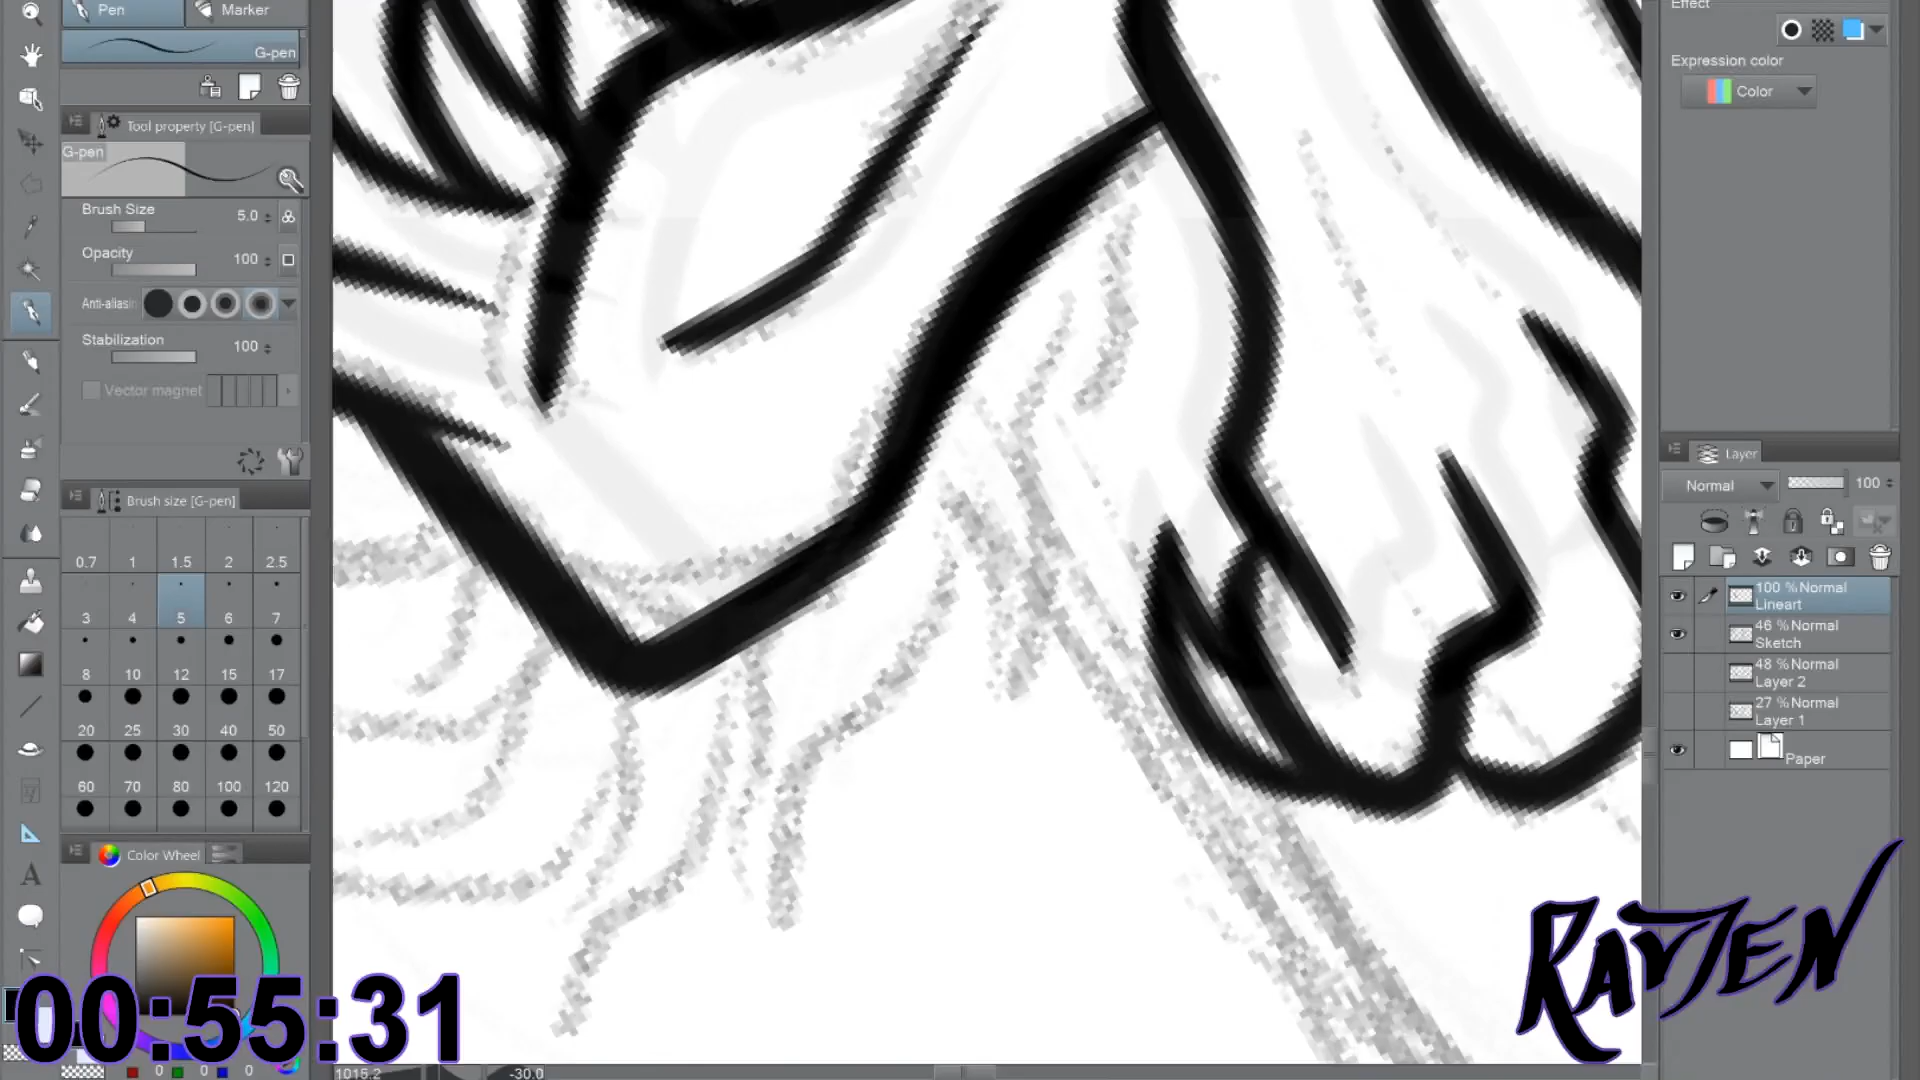 Pen
Marker
G-pen
Tool property [G-pen]
G-pen
Brush Size
5.0
Opacity
100
Anti-aliasin
Stabilization
100
Vector magnet
Brush size [G-pen]
0.7 1 1.5 2 2.5
3 4 5 6 7
8 10 12 15 17
20 25 30 40 50
60 70 80 100 120
Color Wheel
00:55:31
0 0 0
1015.2
-30.0
Effect
Expression color
Color
Layer
Normal
100
100 %Normal
Lineart
46 %Normal
Sketch
48 %Normal
Layer 2
27 %Normal
Layer 1
Paper